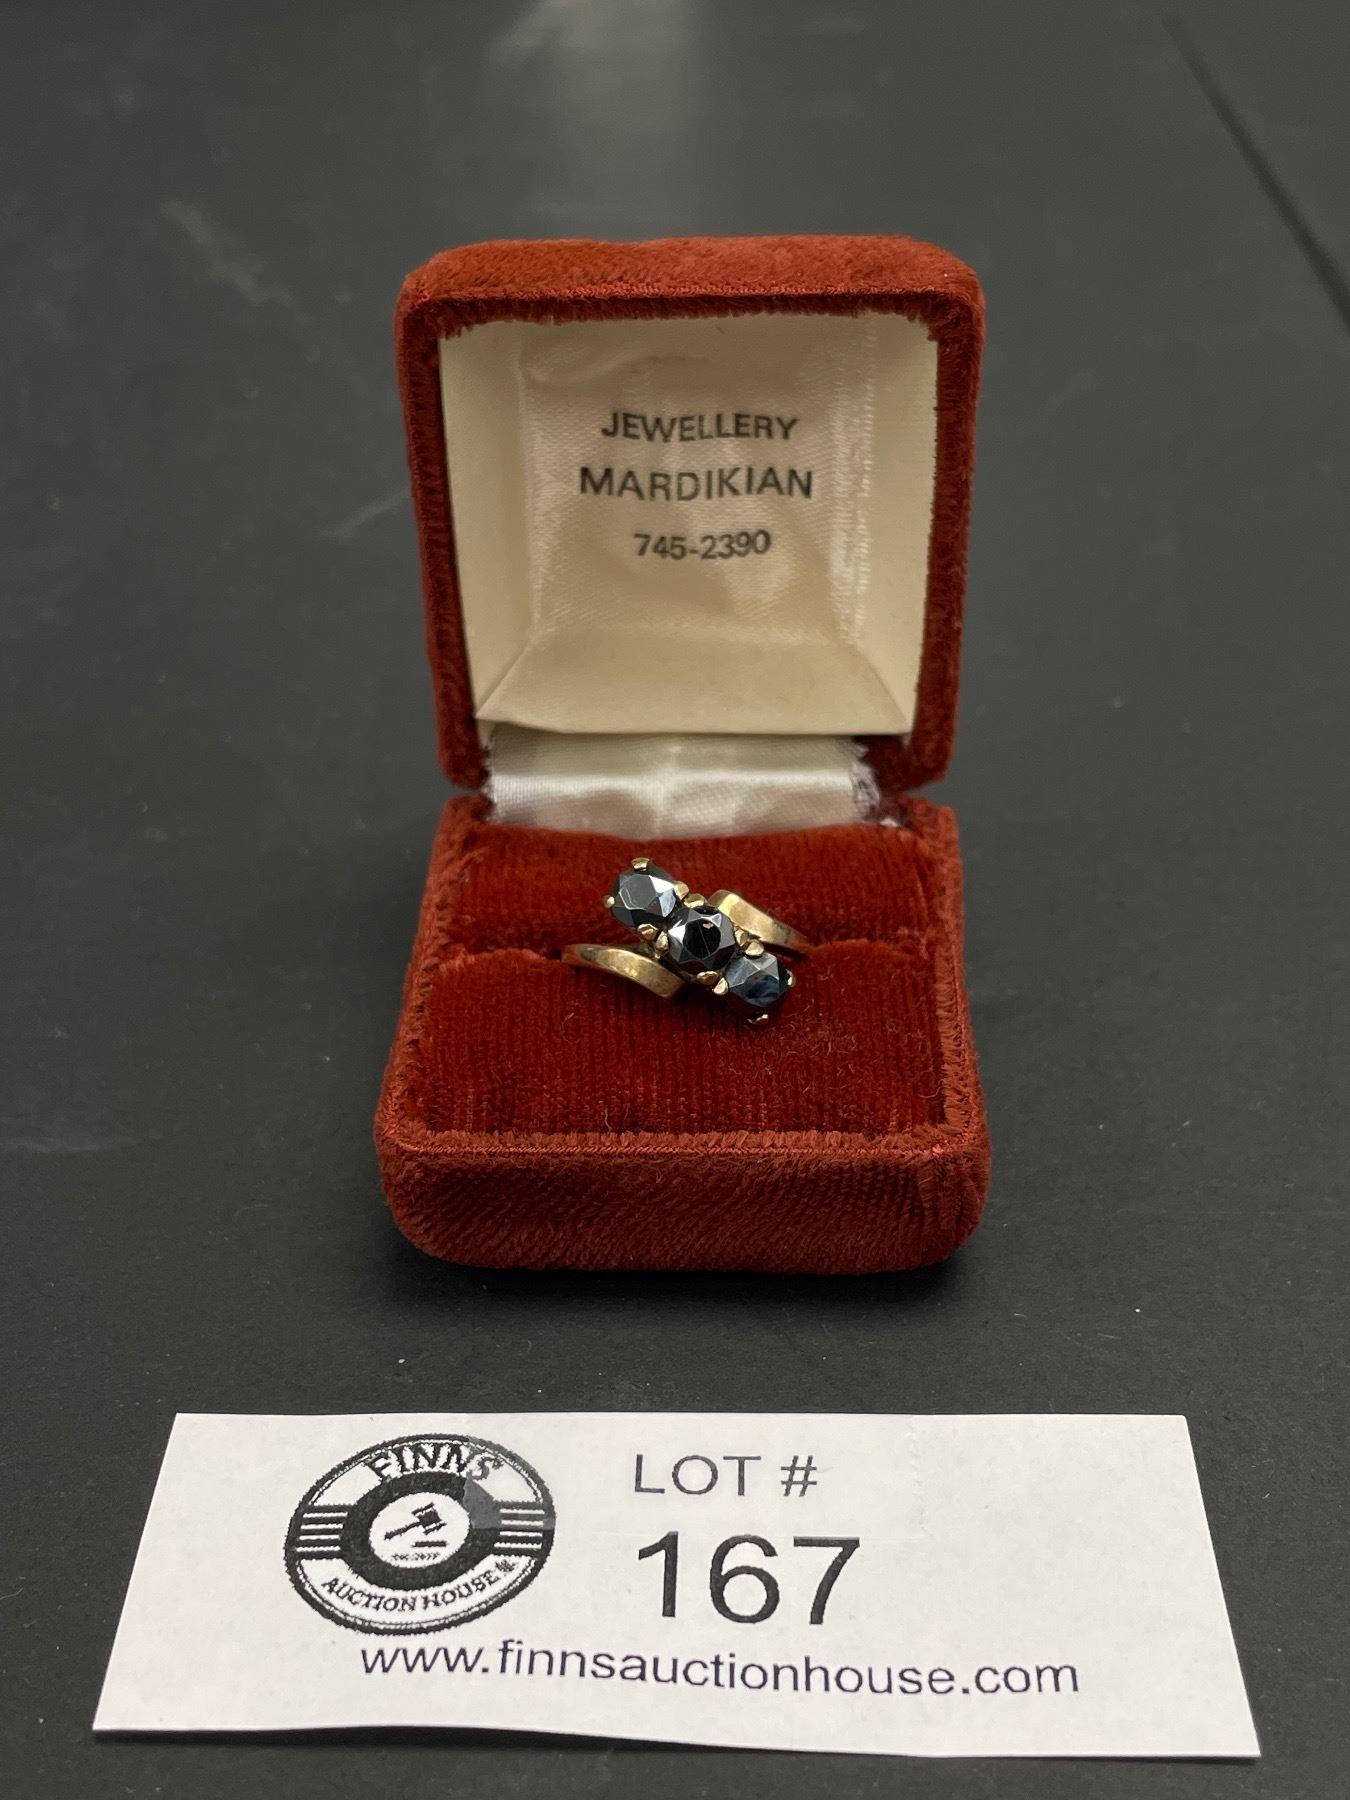 JEWELLERY
MARDIKIAN
745-2390
FINNS
AUCTION HOUSE
LOT #
167
www.finnsauctionhouse.com